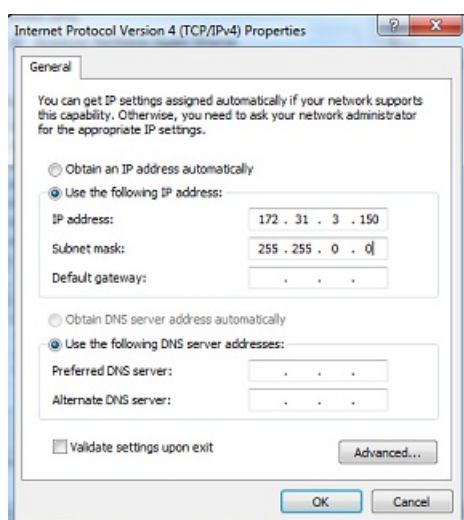 Internet Protocol Version 4 (TCP/IPv4) Properties
General
You can get IP settings assigned automatically if your network supports
this capability. Otherwise, you need to ask your network administrator
for the appropriate IP settings.
Obtain an IP address automatically
Use the following IP address:
IP address: 172 . 31 . 3 . 150
Subnet mask: 255 . 255 . 0 . 0
Default gateway: . . .
Obtain DNS server address automatically
Use the following DNS server addresses:
Preferred DNS server: . . .
Alternate DNS server: . . .
Validate settings upon exit
Advanced...
OK Cancel